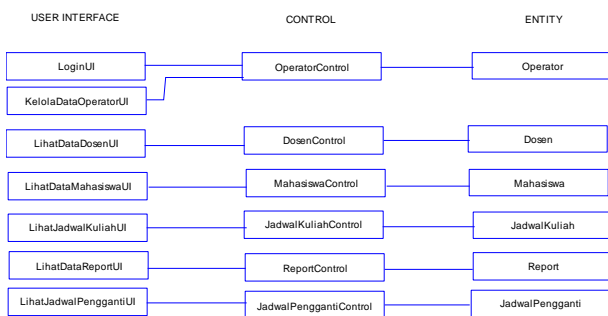 USER INTERFACE CONTROL ENTITY
LoginUI OperatorControl Operator
KelolaDataOperatorUI
LihatDataDosenUI DosenControl Dosen
LihatDataMahasiswaUI MahasiswaControl Mahasiswa
LihatJadwalKuliahUI JadwalKuliahControl JadwalKuliah
LihatDataReportUI ReportControl Report
LihatJadwalPenggantiUI JadwalPenggantiControl JadwalPengganti